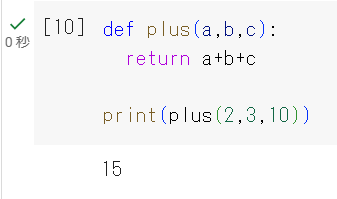 [10] def plus(a,b,c):
0 秒
  return a+b+c
print(plus(2,3,10))
15